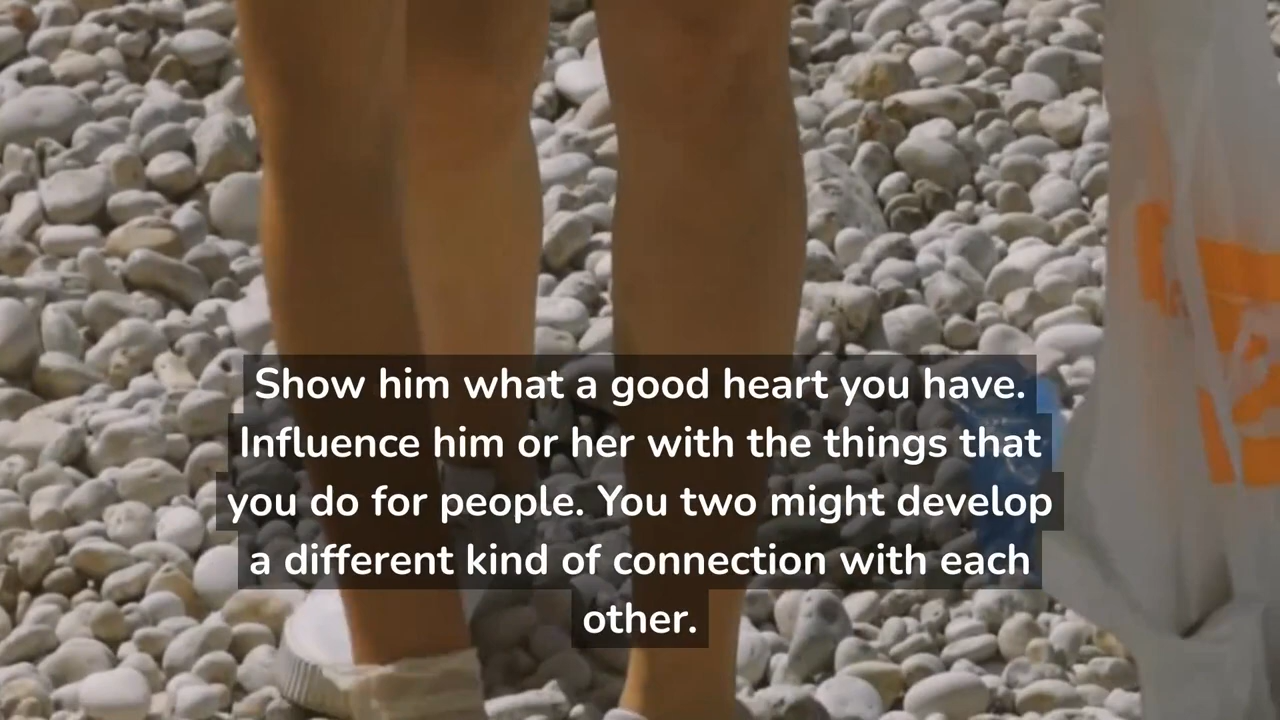 Show him what a good heart you have.
Influence him or her with the things that
you do for people. You two might develop
a different kind of connection with each
other.